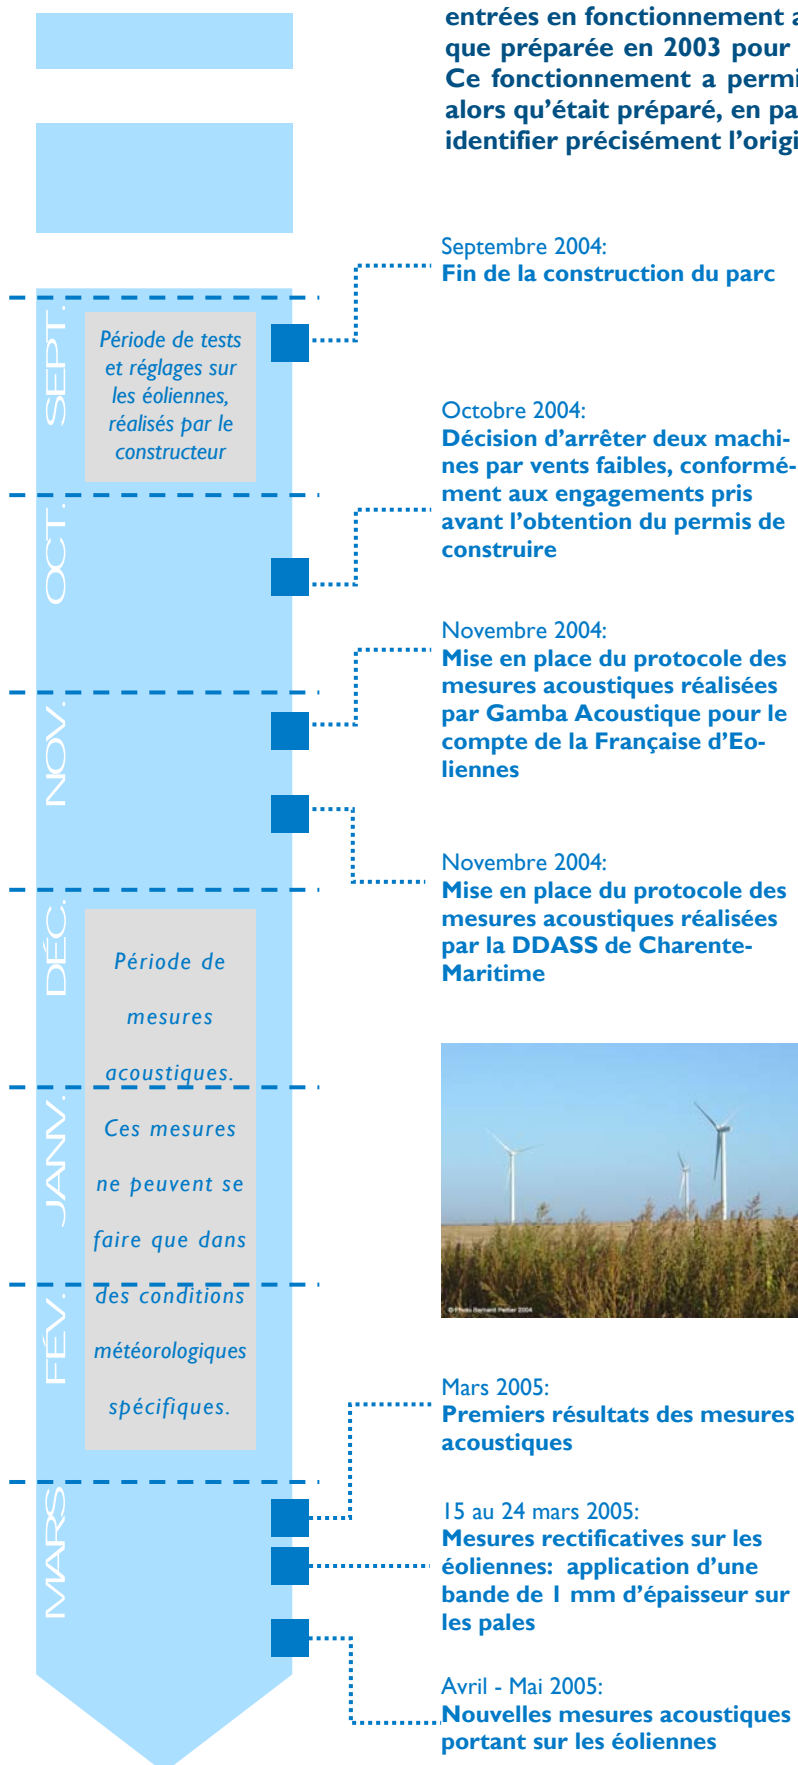 entrées en fonctionnement
que préparée en 2003 pour
Ce fonctionnement a
alors qu’était préparé, en
identifier précisément
Septembre 2004:
Fin de la construction du parc
SEPT.
Période de tests
et réglages sur
les éoliennes,
réalisés par le
constructeur
Octobre 2004:
Décision d’arrêter deux machi-
nes par vents faibles, conformé-
ment aux engagements pris
avant l’obtention du permis de
construire
OCT.
Novembre 2004:
Mise en place du protocole des
mesures acoustiques réalisées
par Gamba Acoustique pour le
compte de la Française d’Eo-
liennes
NOV.
Novembre 2004:
Mise en place du protocole des
mesures acoustiques réalisées
par la DDASS de Charente-
Maritime
DÉC.
JANV.
FÉV.
Période de
mesures
acoustiques.
Ces mesures
ne peuvent se
faire que dans
des conditions
météorologiques
spécifiques.
© Photo Bernard Peltier 2004
Mars 2005:
Premiers résultats des mesures
acoustiques
MARS
15 au 24 mars 2005:
Mesures rectificatives sur les
éoliennes: application d’une
bande de 1 mm d’épaisseur sur
les pales
Avril - Mai 2005:
Nouvelles mesures acoustiques
portant sur les éoliennes